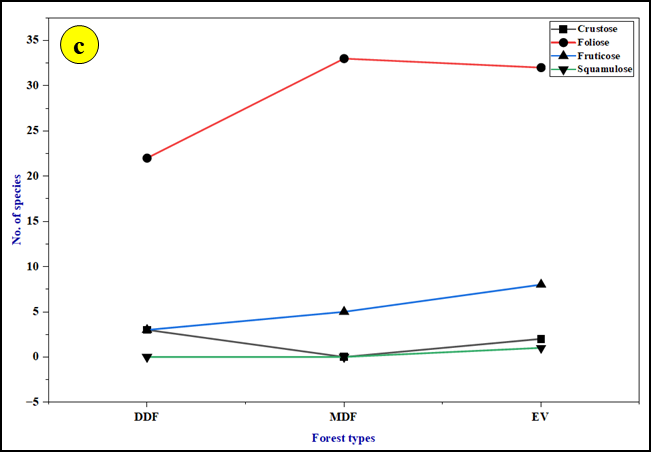 c
Crustose
Foliose
Fruticose
Squamulose
35
30
25
20
15
10
5
0
−5
No. of species
DDF MDF EV
Forest types